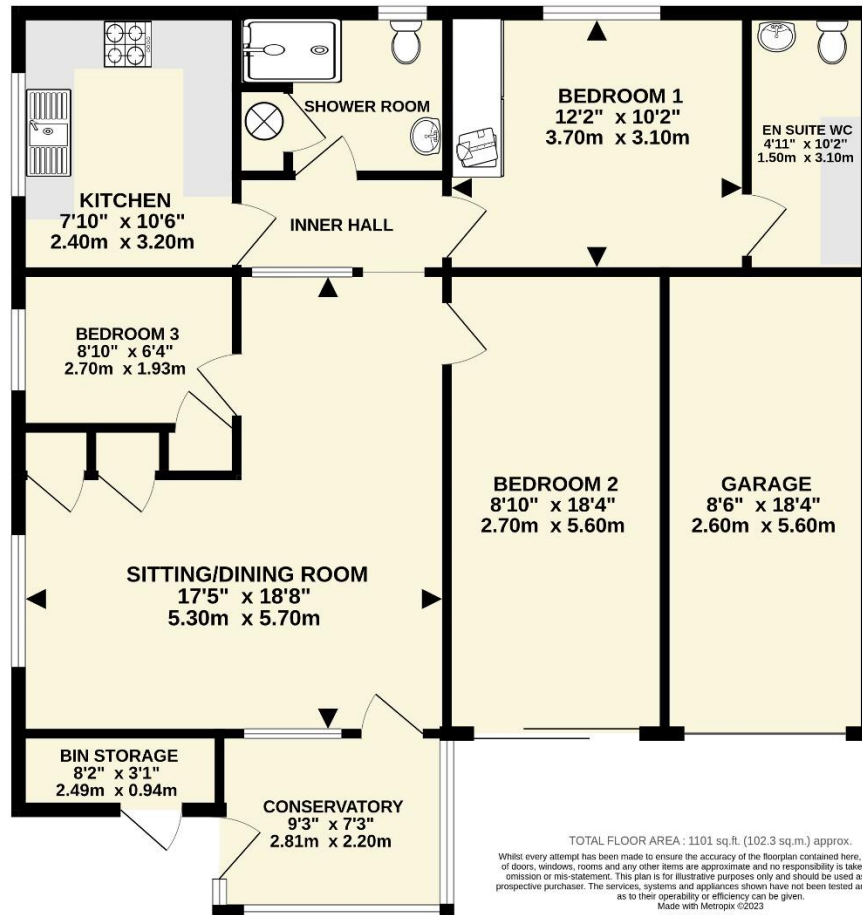 KITCHEN
7'10" x 10'6"
2.40m x 3.20m
SHOWER ROOM
INNER HALL
BEDROOM 1
12'2" x 10'2"
3.70m x 3.10m
EN SUITE WC
4'11" x 10'2"
1.50m x 3.10m
BEDROOM 3
8'10" x 6'4"
2.70m x 1.93m
SITTING/DINING ROOM
17'5" x 18'8"
5.30m x 5.70m
BEDROOM 2
8'10" x 18'4"
2.70m x 5.60m
GARAGE
8'6" x 18'4"
2.60m x 5.60m
BIN STORAGE
8'2" x 3'1"
2.49m x 0.94m
CONSERVATORY
9'3" x 7'3"
2.81m x 2.20m
TOTAL FLOOR AREA : 1101 sq.ft. (102.3 sq.m.) approx.
Whilst every attempt has been made to ensure the accuracy of the floorplan contained here,
of doors, windows, rooms and any other items are approximate and no responsibility is take
omission or mis-statement. This plan is for illustrative purposes only and should be used as
prospective purchaser. The services, systems and appliances shown have not been tested a
as to their operability or efficiency can be given.
Made with Metropix ©2023